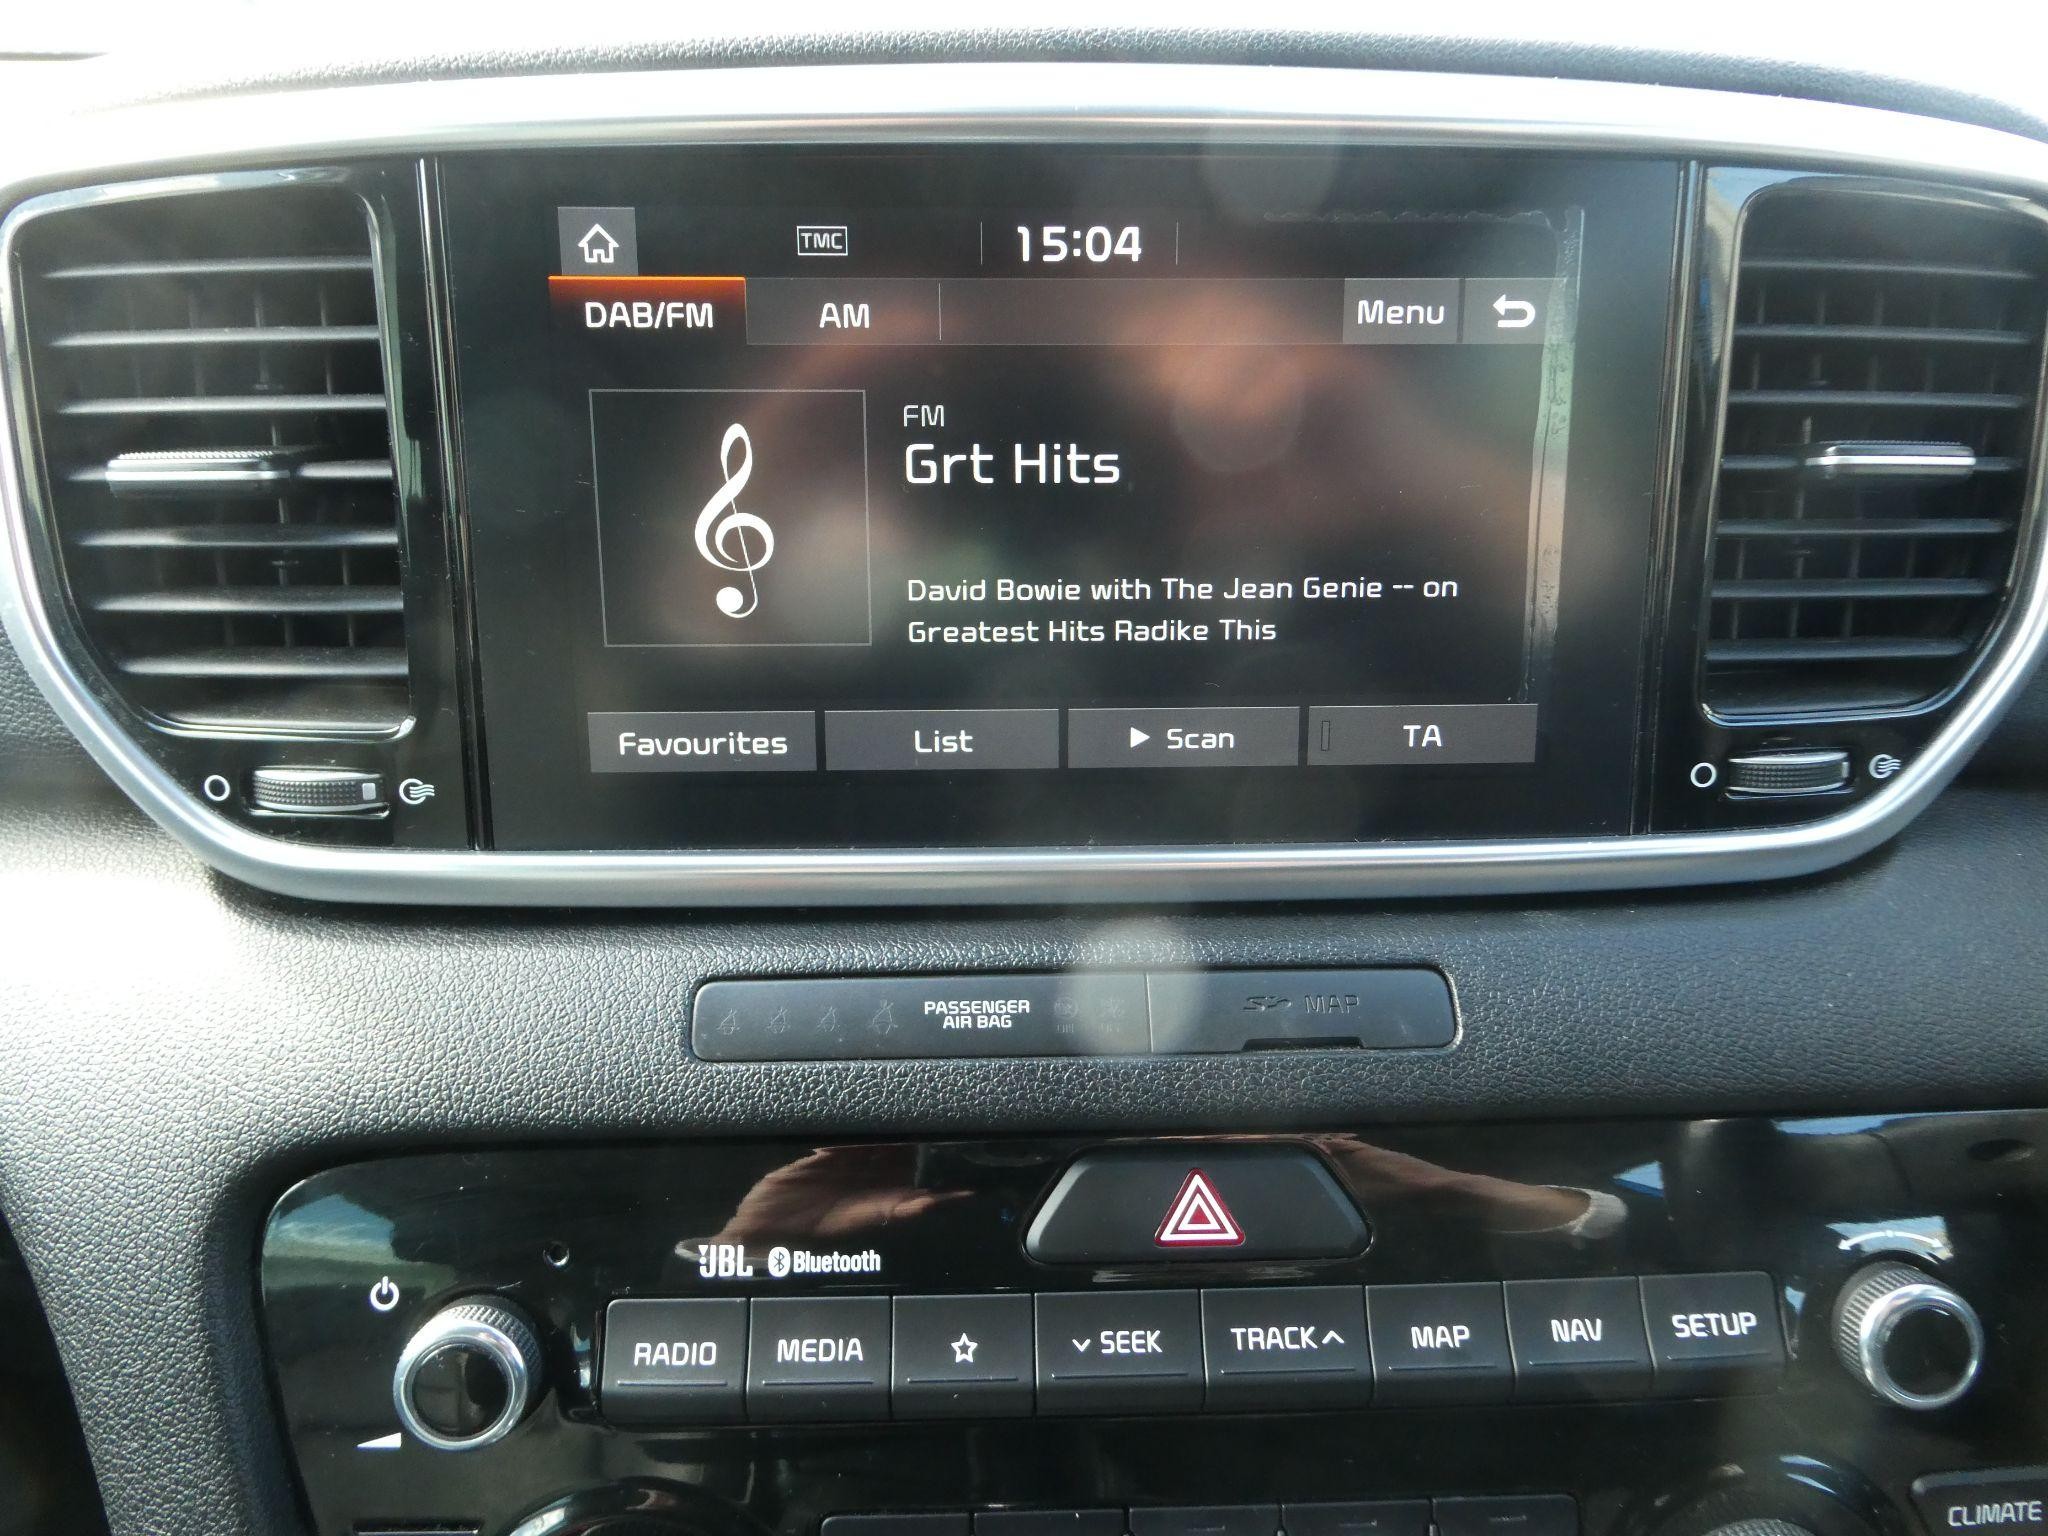 TMC
15:04
DAB/FM
AM
Menu
FM
Grt Hits
David Bowie with The Jean Genie -- on
Greatest Hits Radike This
Favourites
List
Scan
TA
PASSENGER
AIR BAG
MAP
JBL
Bluetooth
RADIO
MEDIA
SEEK
TRACK
MAP
NAV
SETUP
CLIMATE